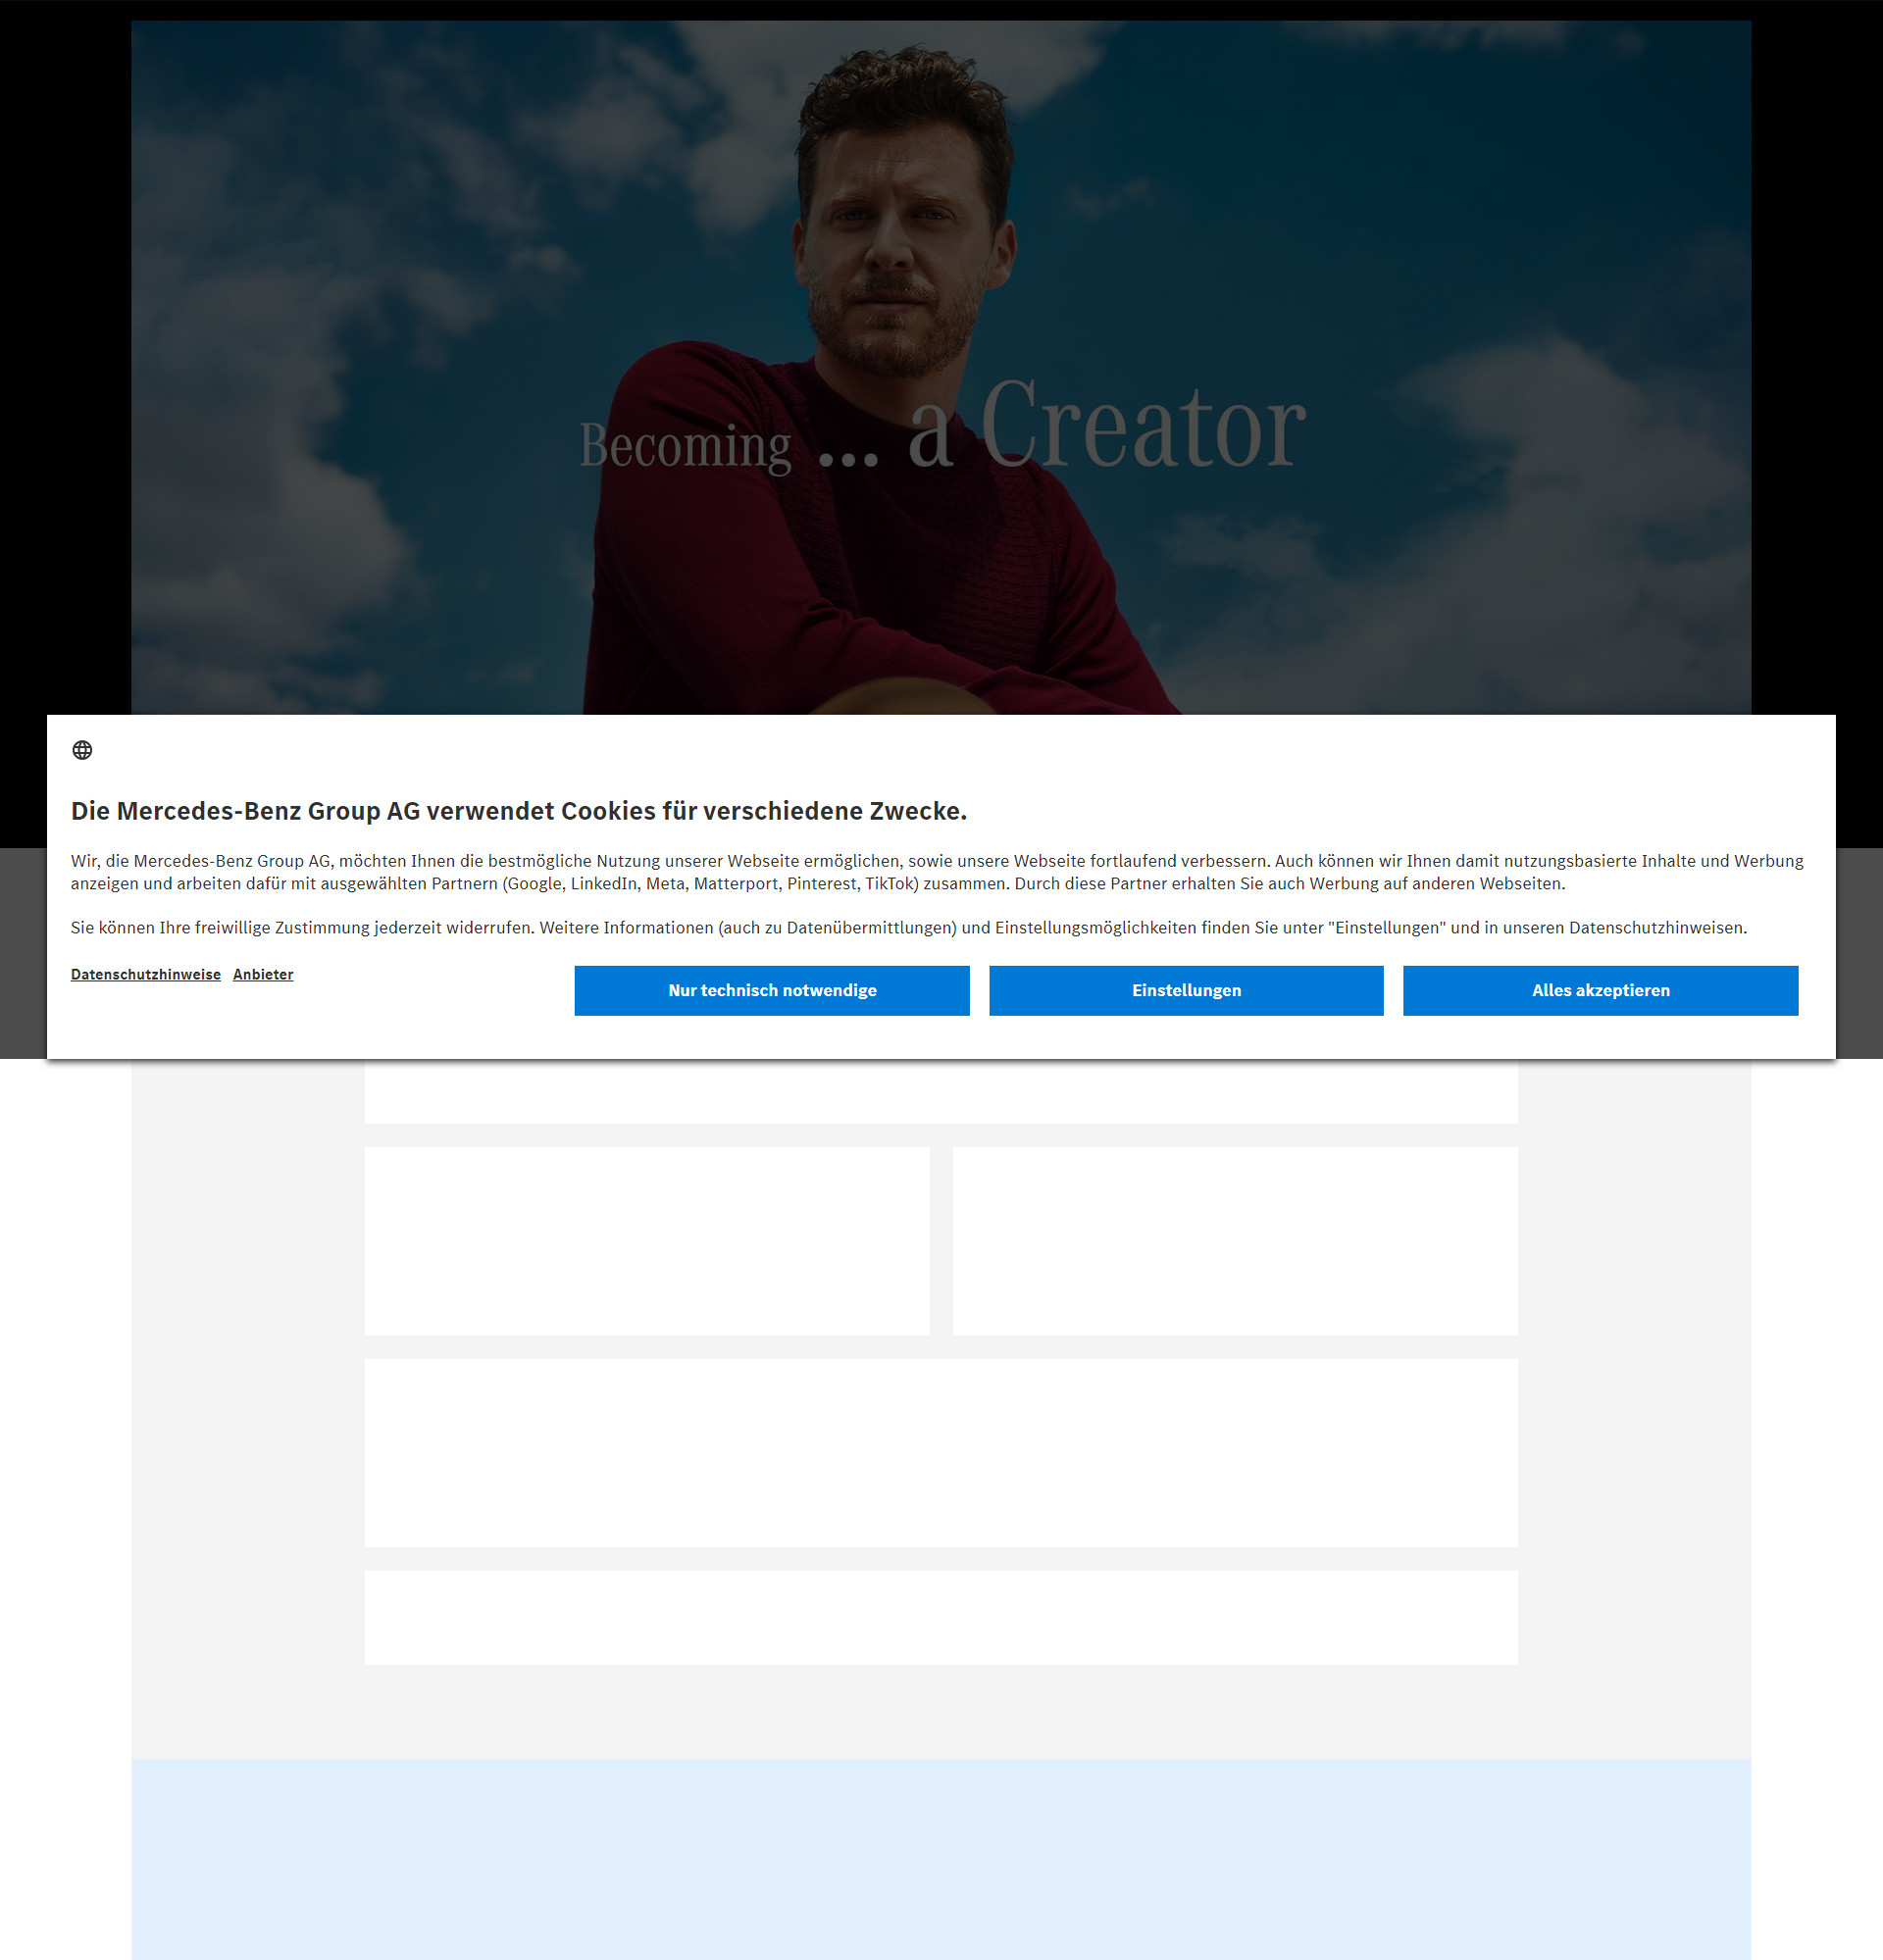 Becoming ... a Creator
Die Mercedes-Benz Group AG verwendet Cookies für verschiedene Zwecke.
Wir, die Mercedes-Benz Group AG, möchten Ihnen die bestmögliche Nutzung unserer Webseite ermöglichen, sowie unsere Webseite fortlaufend verbessern. Auch können wir Ihnen damit nutzungsbasierte Inhalte und Werbung
anzeigen und arbeiten dafür mit ausgewählten Partnern (Google, LinkedIn, Meta, Matterport, Pinterest, TikTok) zusammen. Durch diese Partner erhalten Sie auch Werbung auf anderen Webseiten.
Sie können Ihre freiwillige Zustimmung jederzeit widerrufen. Weitere Informationen (auch zu Datenübermittlungen) und Einstellungsmöglichkeiten finden Sie unter "Einstellungen" und in unseren Datenschutzhinweisen.
Datenschutzhinweise Anbieter
Nur technisch notwendige
Einstellungen
Alles akzeptieren